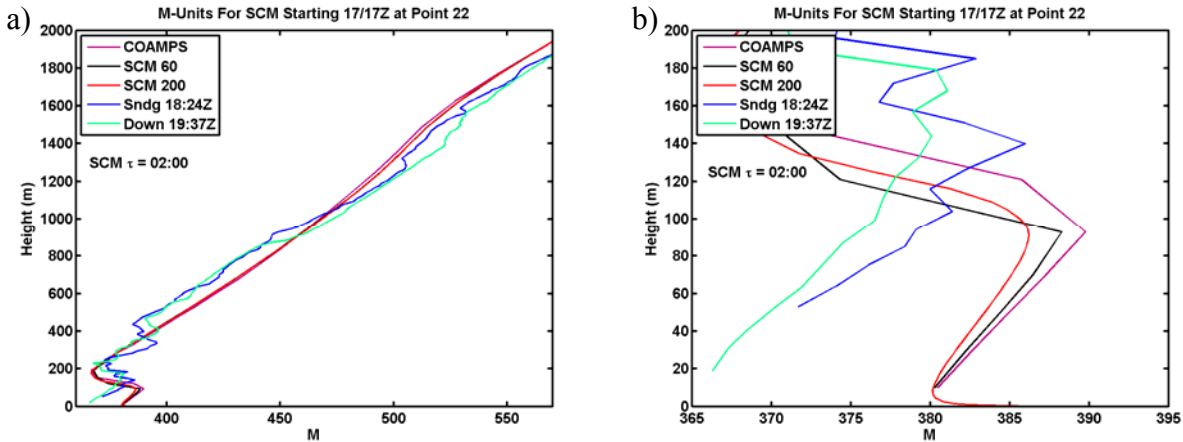 a)
M-Units For SCM Starting 17/17Z at Point 22
2000
1800
1600
1400
1200
1000
800
600
400
200
0
Height (m)
COAMPS
SCM 60
SCM 200
Sndg 18:24Z
Down 19:37Z
SCM τ = 02:00
400
450
500
550
M
b)
M-Units For SCM Starting 17/17Z at Point 22
200
180
160
140
120
100
80
60
40
20
0
Height (m)
COAMPS
SCM 60
SCM 200
Sndg 18:24Z
Down 19:37Z
SCM τ = 02:00
365
370
375
380
385
390
395
M